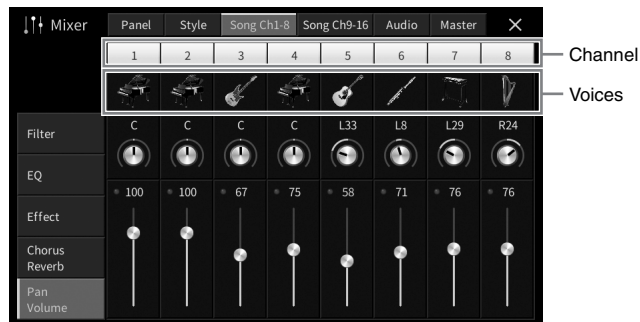 Mixer Panel Style Song Ch1-8 Song Ch9-16 Audio Master ×
1 2 3 4 5 6 7 8 Channel
Voices
Filter C C C C L33 L8 L29 R24
EQ
100 100 67 75 58 71 76 76
Effect
Chorus
Reverb
Pan
Volume